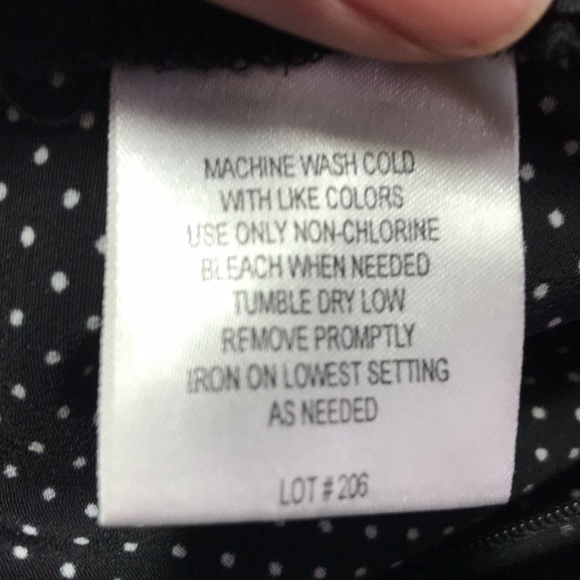 MACHINE WASH COLD
WITH LIKE COLORS
USE ONLY NON-CHLORINE
BLEACH WHEN NEEDED
TUMBLE DRY LOW
REMOVE PROMPTLY
IRON ON LOWEST SETTING
AS NEEDED
LOT # 206